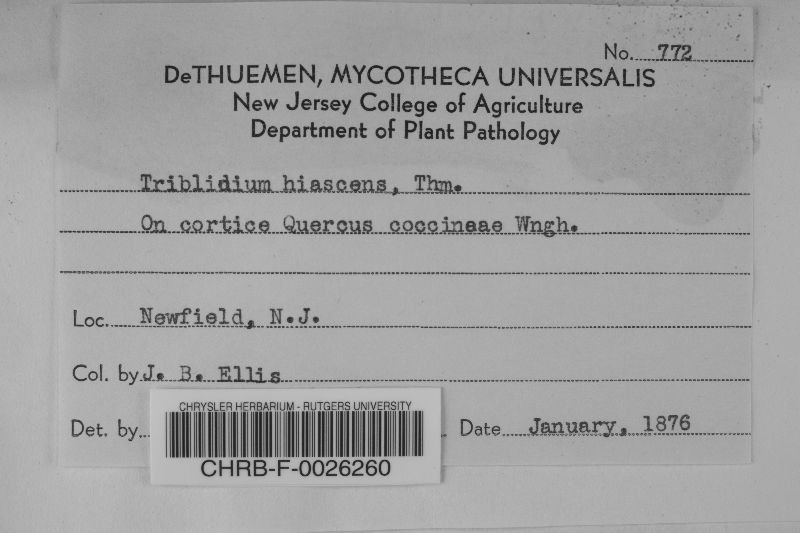 No. 772
DeTHUEMEN, MYCOTHECA UNIVERSALIS
New Jersey College of Agriculture
Department of Plant Pathology
Triblidium hiascens, Thm.
On cortice Quercus coccineae Wngh.
Loc. Newfield, N.J.
Col. by J. B. Ellis
Det. by
Date January, 1876
CHRYSLER HERBARIUM - RUTGERS UNIVERSITY
CHRB-F-0026260